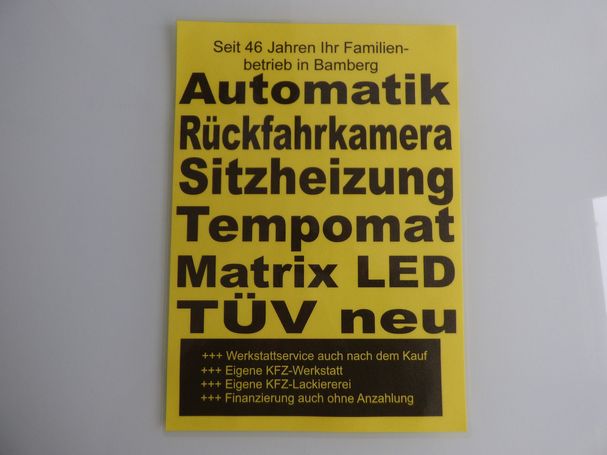 Seit 46 Jahren Ihr Familien-
betrieb in Bamberg
Automatik
Rückfahrkamera
Sitzheizung
Tempomat
Matrix LED
TÜV neu
+++ Werkstattservice auch nach dem Kauf
+++ Eigene KFZ-Werkstatt
+++ Eigene KFZ-Lackiererei
+++ Finanzierung auch ohne Anzahlung